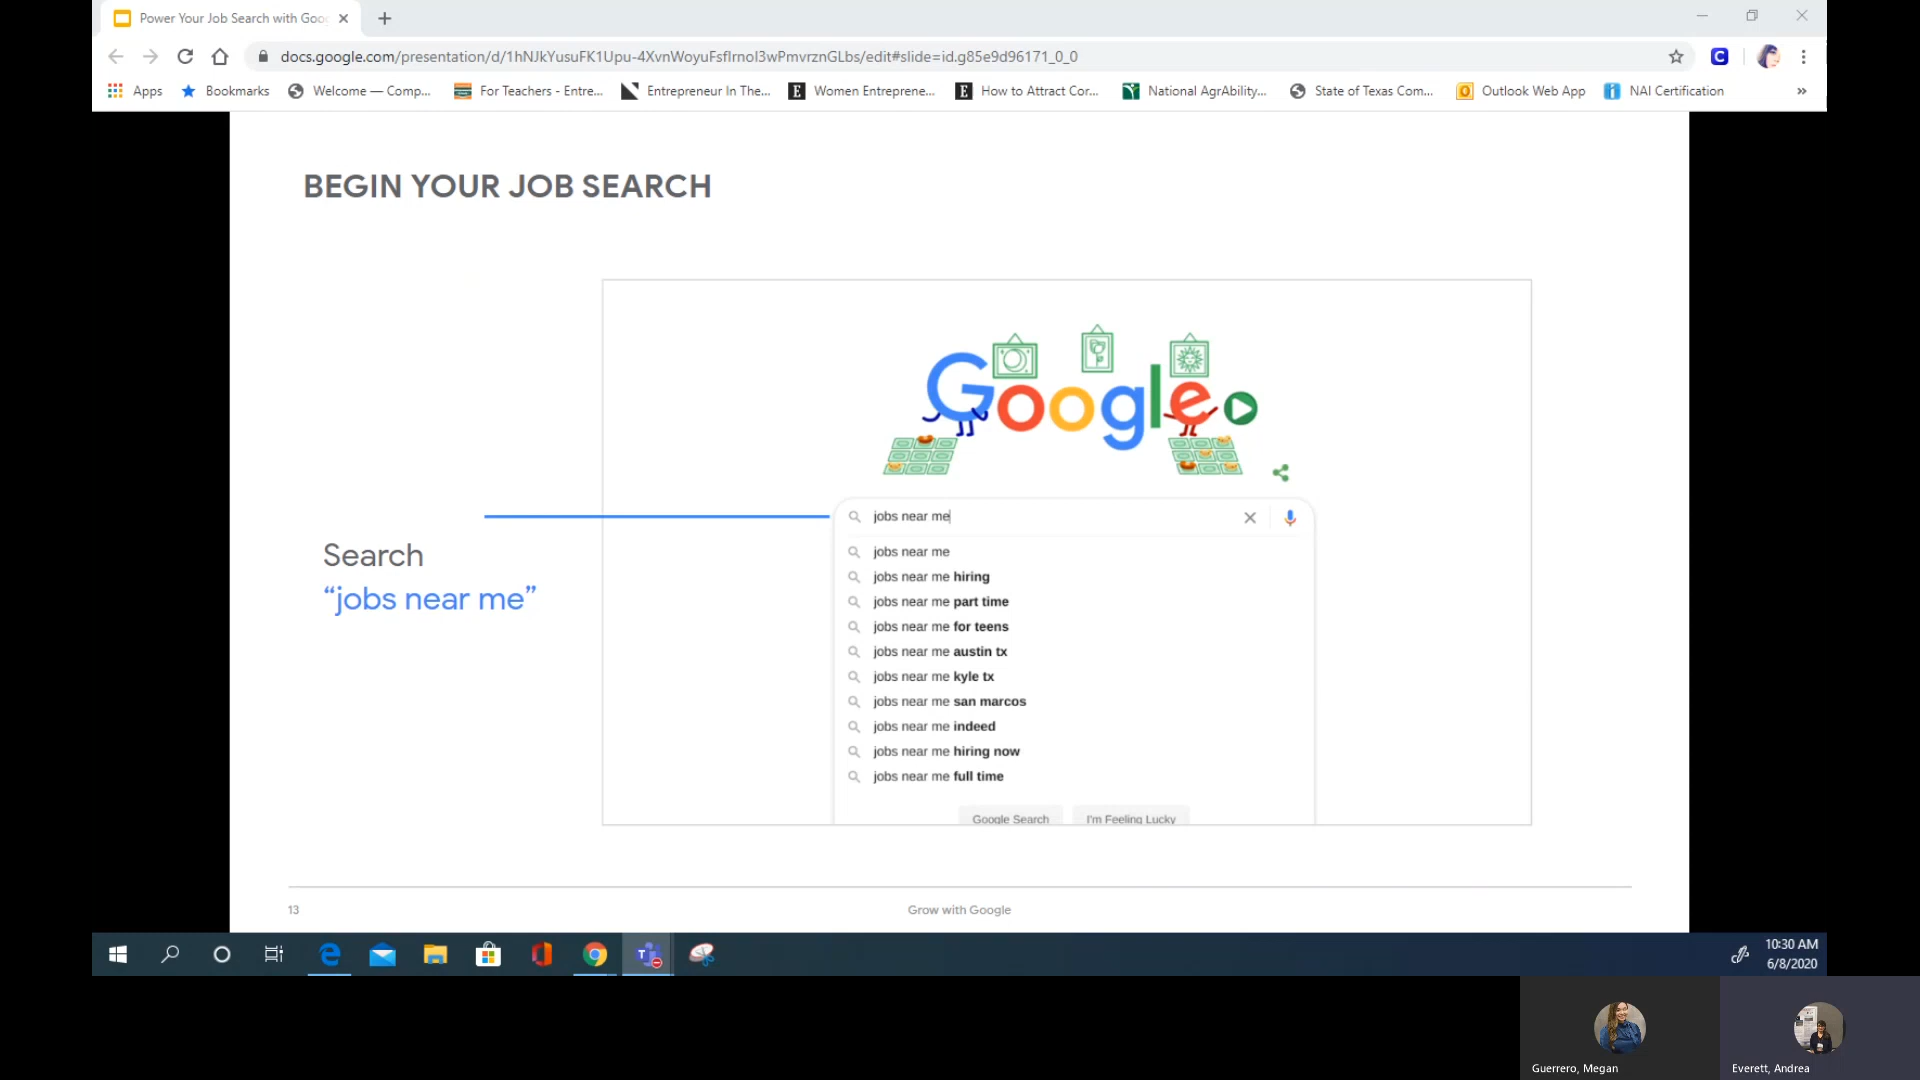 Power Your Job Search with Goo
docs.google.com/presentation/d/1hNJkYusuFK1Upu-4XvnWoyuFsfIrnoI3wPmvrznGLbs/edit#slide=id.g85e9d96171_0_0
Apps Bookmarks Welcome — Comp... For Teachers - Entre... Entrepreneur In The... Women Entreprene... How to Attract Cor... National AgrAbility... State of Texas Com... Outlook Web App NAI Certification »
BEGIN YOUR JOB SEARCH
Google
jobs near me
Search
“jobs near me”
jobs near me
jobs near me hiring
jobs near me part time
jobs near me for teens
jobs near me austin tx
jobs near me kyle tx
jobs near me san marcos
jobs near me indeed
jobs near me hiring now
jobs near me full time
Google Search I'm Feeling Lucky
13 Grow with Google
10:30 AM
6/8/2020
Guerrero, Megan Everett, Andrea